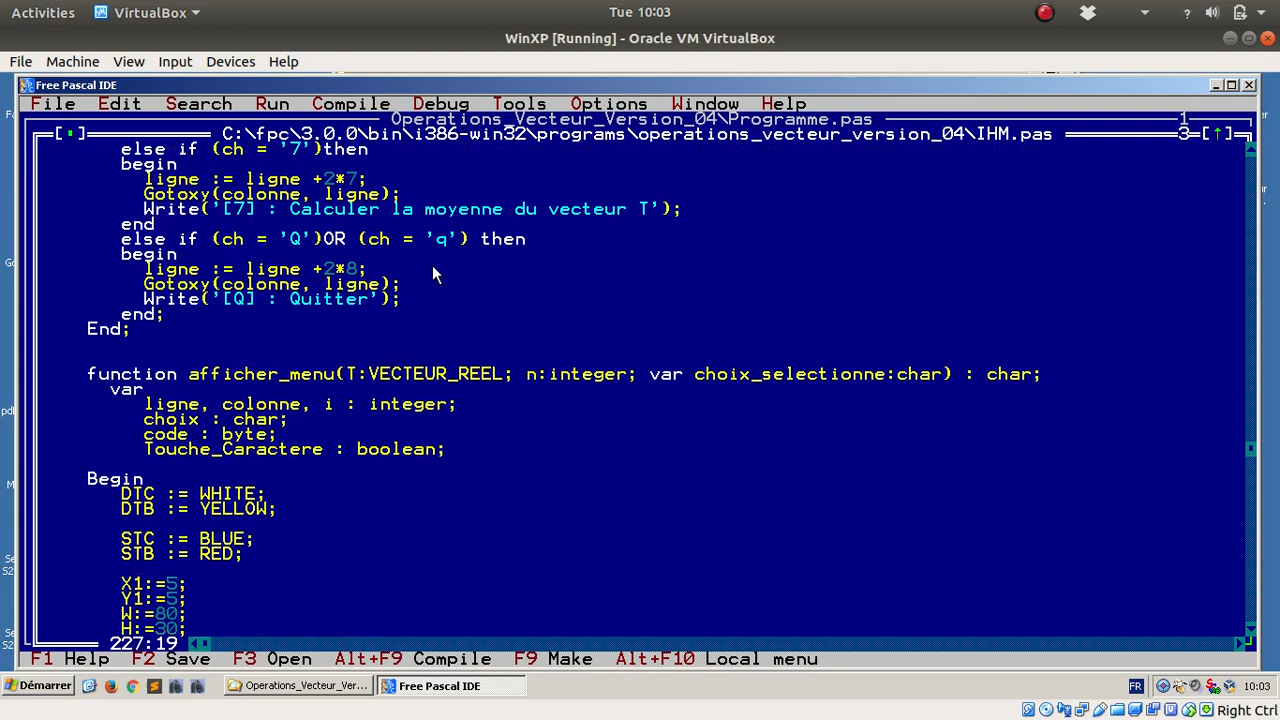 Activities VirtualBox Tue 10:03 ?
WinXP [Running] - Oracle VM VirtualBox
File Machine View Input Devices Help
Free Pascal IDE
File Edit Search Run Compile Debug Tools Options Window Help
Operations_Vecteur_Version_04\Programme.pas 1
C:\fpc\3.0.0\bin\i386-win32\programs\operations_vecteur_version_04\IHM.pas 3=[↑]
else if (ch = '7')then
begin
ligne := ligne +2*7;
Gotoxy(colonne, ligne);
Write('[7] : Calculer la moyenne du vecteur T');
end
else if (ch = 'Q')OR (ch = 'q') then
begin
ligne := ligne +2*8;
Gotoxy(colonne, ligne);
Write('[Q] : Quitter');
end;
End;
function afficher_menu(T:VECTEUR_REEL; n:integer; var choix_selectionne:char) : char;
var
ligne, colonne, i : integer;
choix : char;
code : byte;
Touche_Caractere : boolean;
Begin
DTC := WHITE;
DTB := YELLOW;
STC := BLUE;
STB := RED;
X1:=5;
Y1:=5;
W:=80;
H:=30;
227:19
F1 Help F2 Save F3 Open Alt+F9 Compile F9 Make Alt+F10 Local menu
Démarrer Operations_Vecteur_Ver... Free Pascal IDE FR 10:03
Right Ctrl